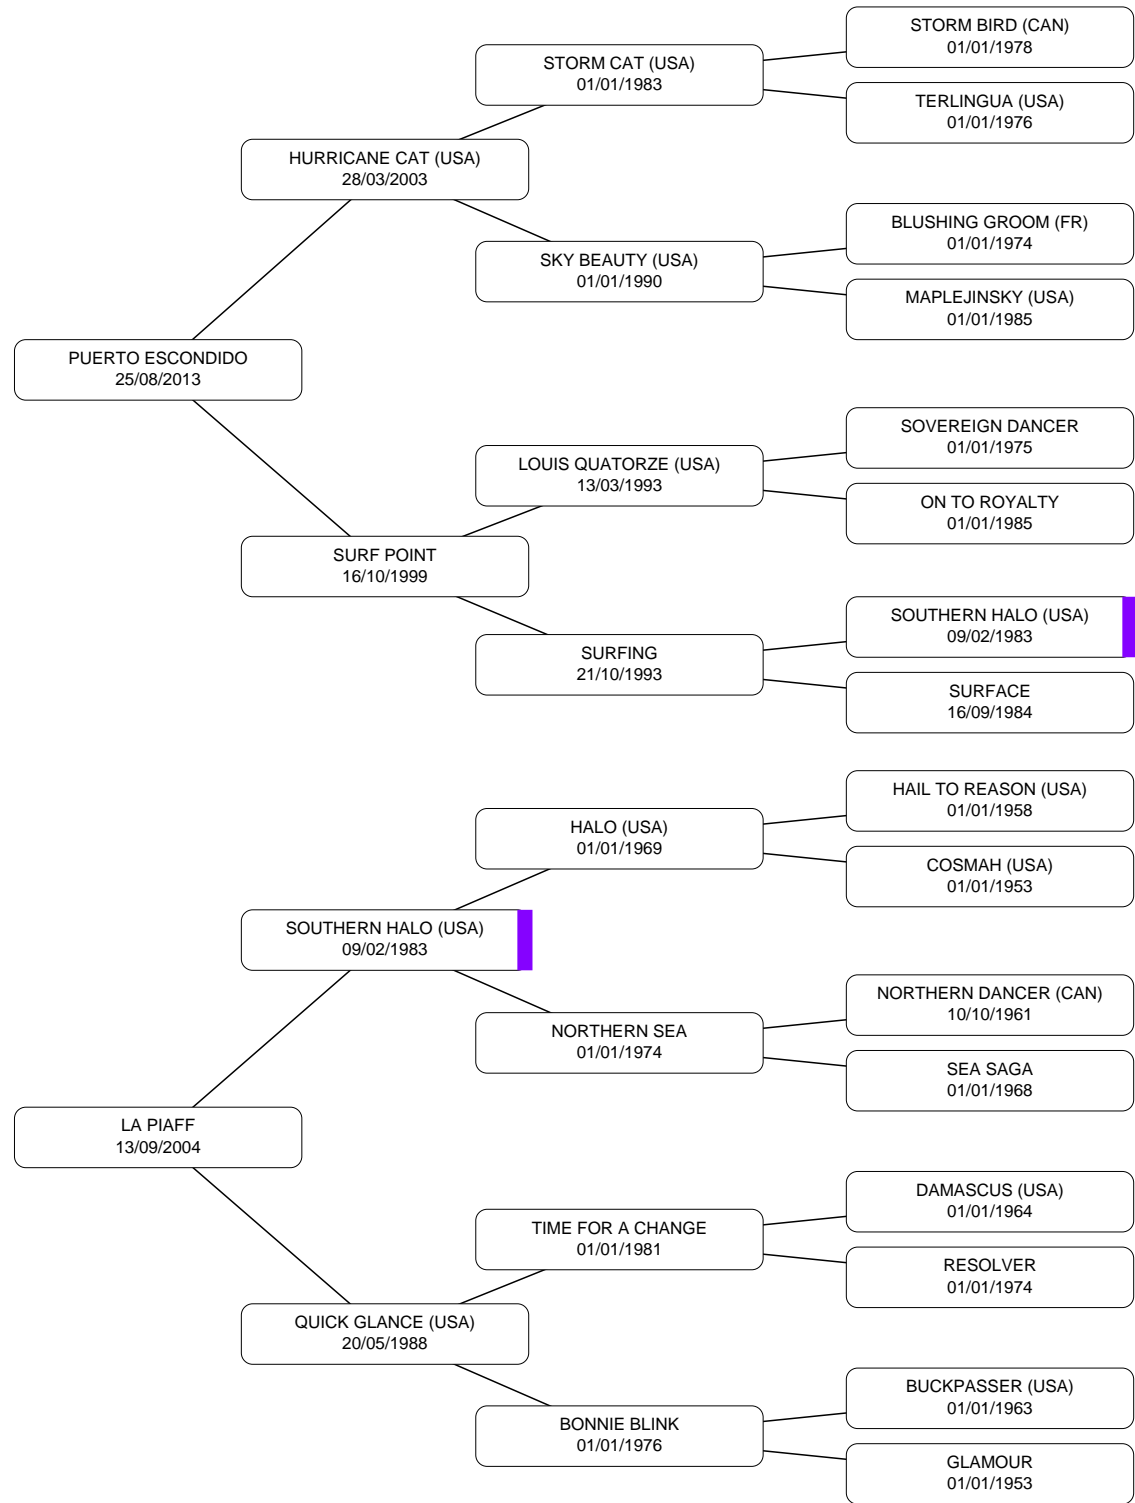 STORM BIRD (CAN)
01/01/1978
STORM CAT (USA)
01/01/1983
TERLINGUA (USA)
01/01/1976
HURRICANE CAT (USA)
28/03/2003
BLUSHING GROOM (FR)
01/01/1974
SKY BEAUTY (USA)
01/01/1990
MAPLEJINSKY (USA)
01/01/1985
PUERTO ESCONDIDO
25/08/2013
SOVEREIGN DANCER
01/01/1975
LOUIS QUATORZE (USA)
13/03/1993
ON TO ROYALTY
01/01/1985
SURF POINT
16/10/1999
SOUTHERN HALO (USA)
09/02/1983
SURFING
21/10/1993
SURFACE
16/09/1984
HAIL TO REASON (USA)
01/01/1958
HALO (USA)
01/01/1969
COSMAH (USA)
01/01/1953
SOUTHERN HALO (USA)
09/02/1983
NORTHERN DANCER (CAN)
10/10/1961
NORTHERN SEA
01/01/1974
SEA SAGA
01/01/1968
LA PIAFF
13/09/2004
DAMASCUS (USA)
01/01/1964
TIME FOR A CHANGE
01/01/1981
RESOLVER
01/01/1974
QUICK GLANCE (USA)
20/05/1988
BUCKPASSER (USA)
01/01/1963
BONNIE BLINK
01/01/1976
GLAMOUR
01/01/1953